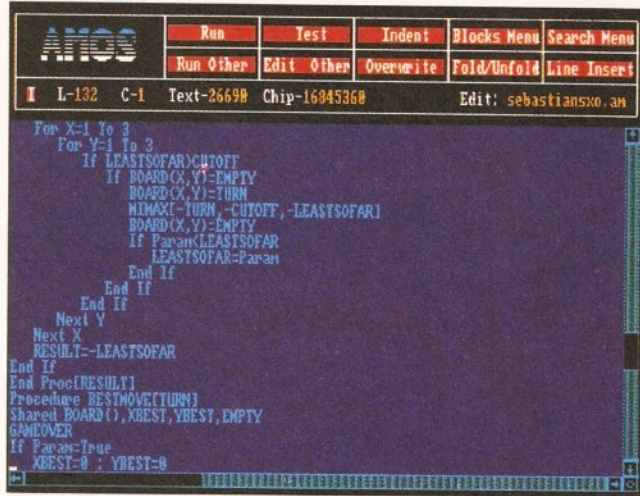 AMOS
Run Test Indent Blocks Menu Search Menu
Run Other Edit Other Overwrite Fold/Unfold Line Insert
I L-132 C-1 Text-26690 Chip-16845360 Edit: sebastiansxo.am
For X=1 To 3
For Y=1 To 3
If LEASTSOFAR>CUTOFF
If BOARD(X,Y)=EMPTY
BOARD(X,Y)=TURN
MIMAX[-TURN,-CUTOFF,-LEASTSOFAR]
BOARD(X,Y)=EMPTY
If Param<LEASTSOFAR
LEASTSOFAR=Param
End If
End If
End If
Next Y
Next X
RESULT=-LEASTSOFAR
End If
End Proc[RESULT]
Procedure BESTMOVE[TURN]
Shared BOARD(),XBEST,YBEST,EMPTY
GAMEOVER
If Param=True
XBEST=0 : YBEST=0